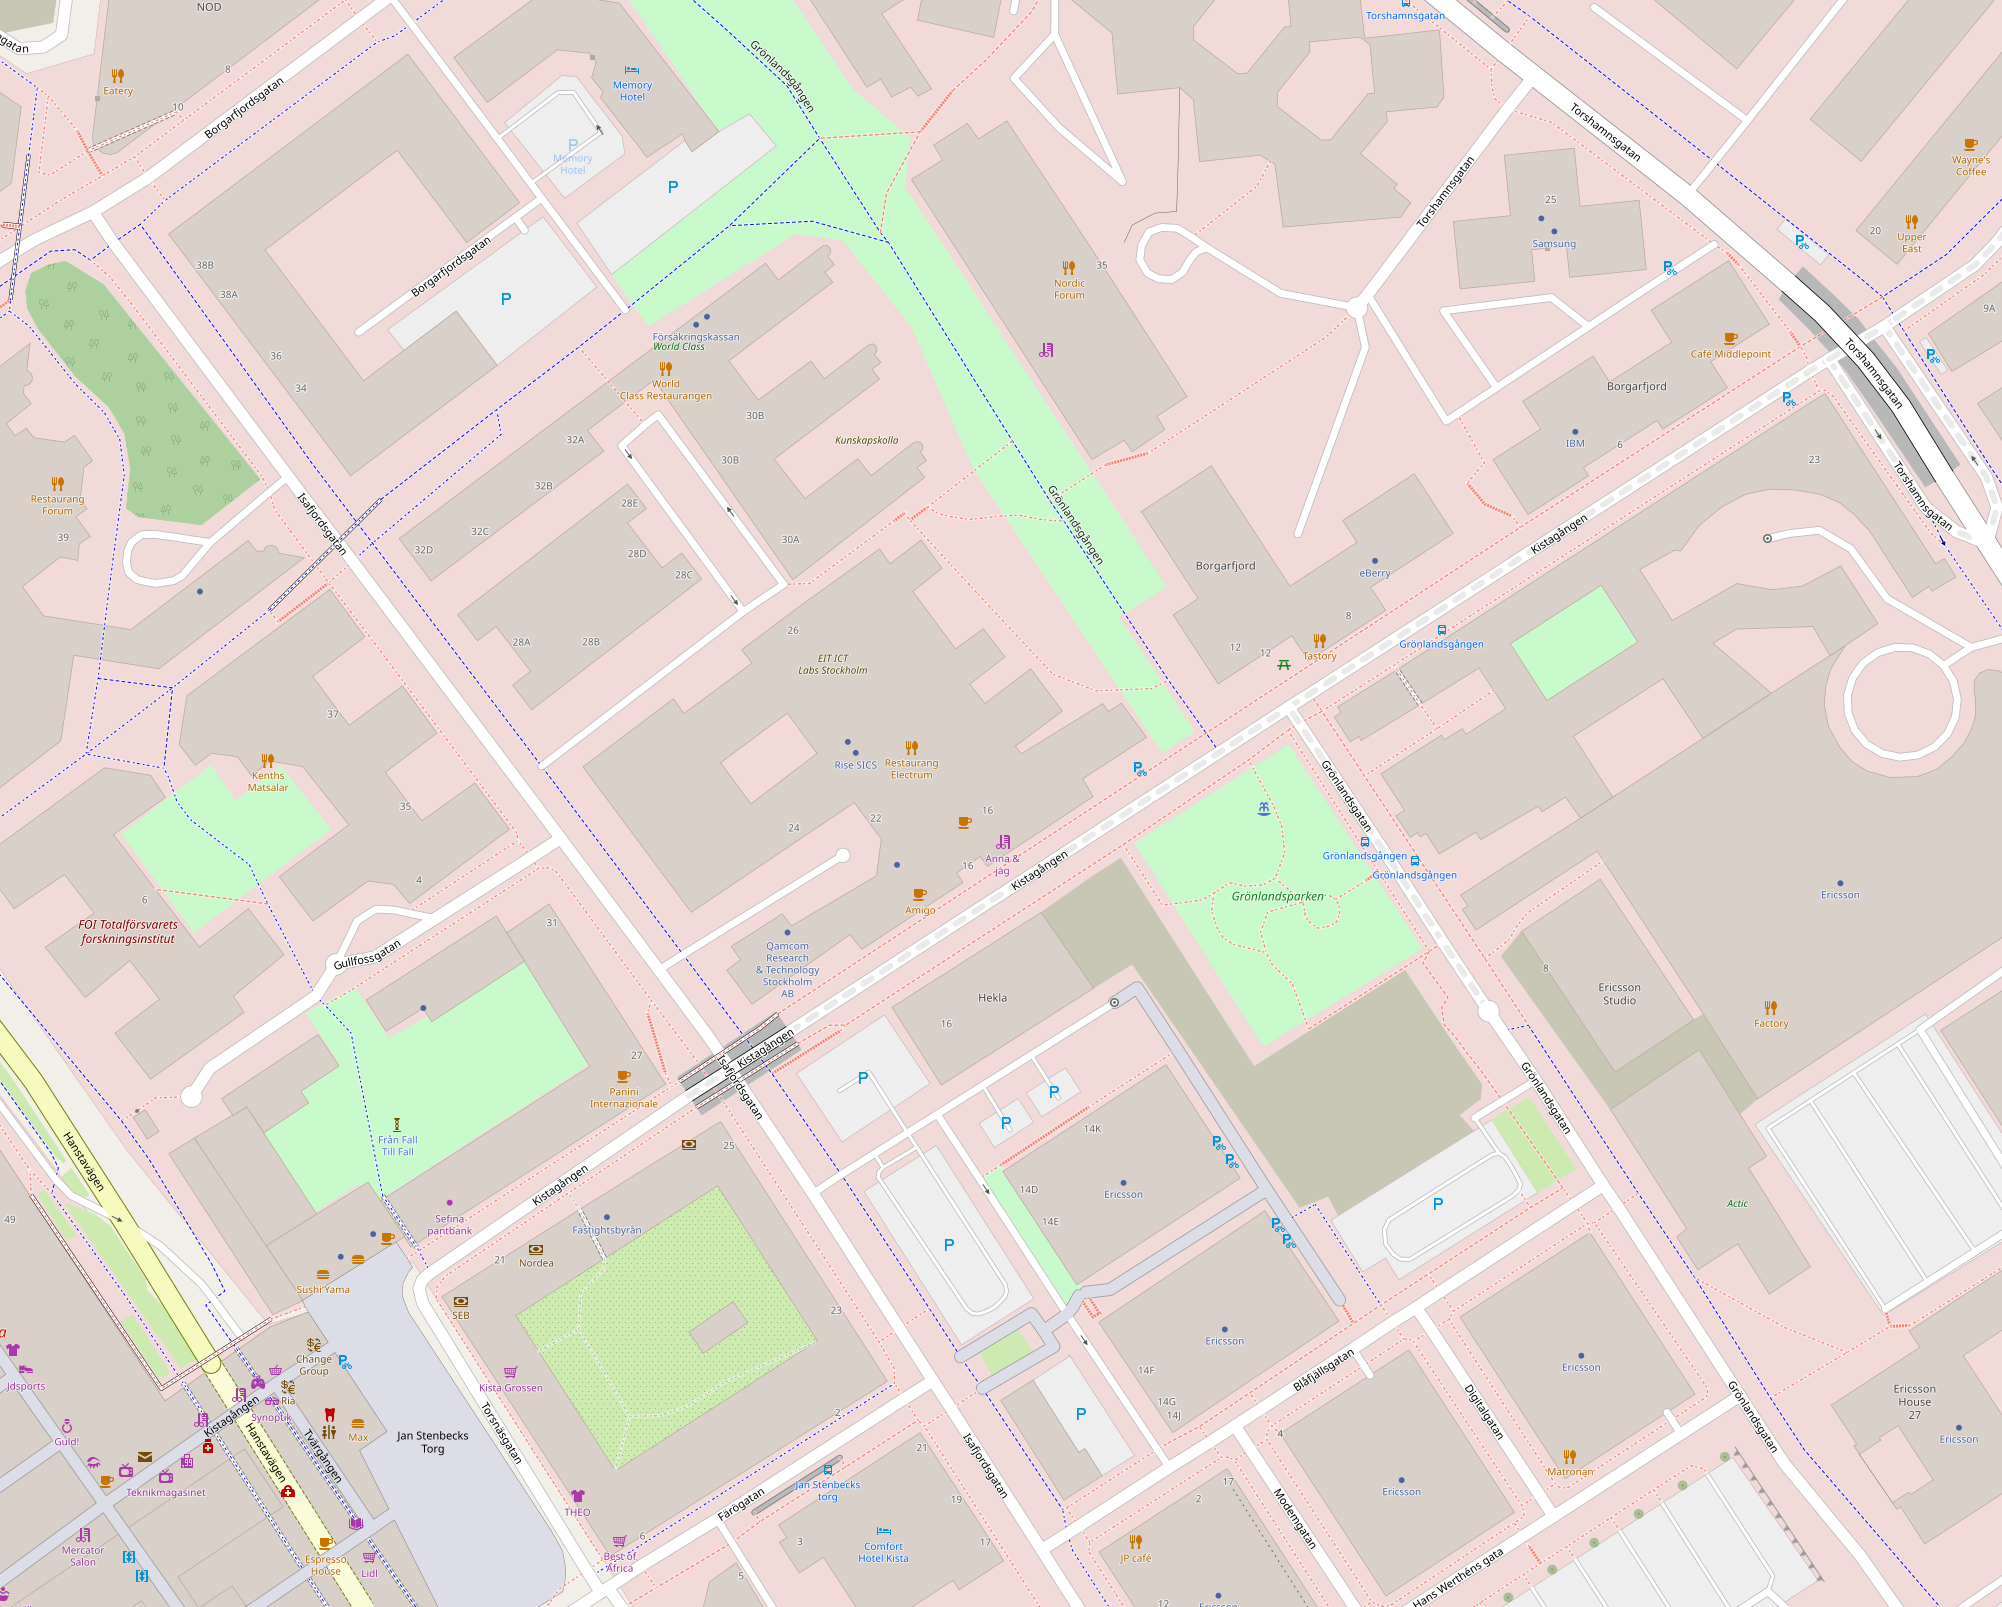 NOD
gatan
Eatery
8
10
Borgarfjordsgatan
Memory
Hotel
P
Memory
Hotel
P
Grönlandsgången
Torshamnsgatan
Torshamnsgatan
Wayne's
Coffee
Torshamnsgatan
25
Samsung
20
Upper
East
38B
38A
Borgarfjordsgatan
P
Nordic
Forum
35
9A
Försäkringskassan
World Class
World
Class Restaurangen
36
34
Café Middlepoint
Borgarfjord
Torshamnsgatan
30B
32A
Kunskapskolla
30B
IBM
6
23
Restaurang
Forum
39
32B
28E
32C
Isafjordsgatan
Grönlandsgången
Torshamnsgatan
32D
28D
30A
Kistagången
28C
Borgarfjord
eBerry
28A
28B
26
EIT ICT
Labs Stockholm
8
12
12
Tastory
Grönlandsgången
37
Rise SICS
Restaurang
Electrum
Kenths
Matsalar
35
24
22
16
Anna &
jag
16
Kistagången
Grönlandsgatan
Grönlandsgången
Grönlandsgången
4
6
Amigo
Grönlandsparken
Ericsson
FOI Totalförsvarets
forskningsinstitut
31
Gullfossgatan
Qamcom
Research
& Technology
Stockholm
AB
Hekla
16
8
Ericsson
Studio
Factory
27
Panini
Internazionale
Kistagången
Isafjordsgatan
P
P
P
Grönlandsgatan
Från Fall
Till Fall
Hanstavägen
25
14K
Kistagången
14D
Ericsson
14E
P
Actic
49
Sefina
pantbank
Fastightsbyrån
21
Nordea
P
Sushi Yama
SEB
23
Ericsson
Ericsson
Change
Group
Jdsports
Kista Grossen
14F
Blåfjällsgatan
14G
14J
Digitalgatan
Grönlandsgatan
Ericsson
House
27
Ria
Synoptik
Kistagången
Max
Guld!
Hanstavägen
Tvärgången
Jan Stenbecks
Torg
Torsnäsgatan
2
P
21
4
Ericsson
Isafjordsgatan
Matronan
Teknikmagasinet
Jan Stenbecks
torg
THEO
Färögatan
19
17
2
Modemgatan
Ericsson
6
3
Comfort
Hotel Kista
17
Mercator
Salon
Espresso
House
Lidl
Best of
Africa
JP café
Hans Werthéns gata
5
12
Ericsson